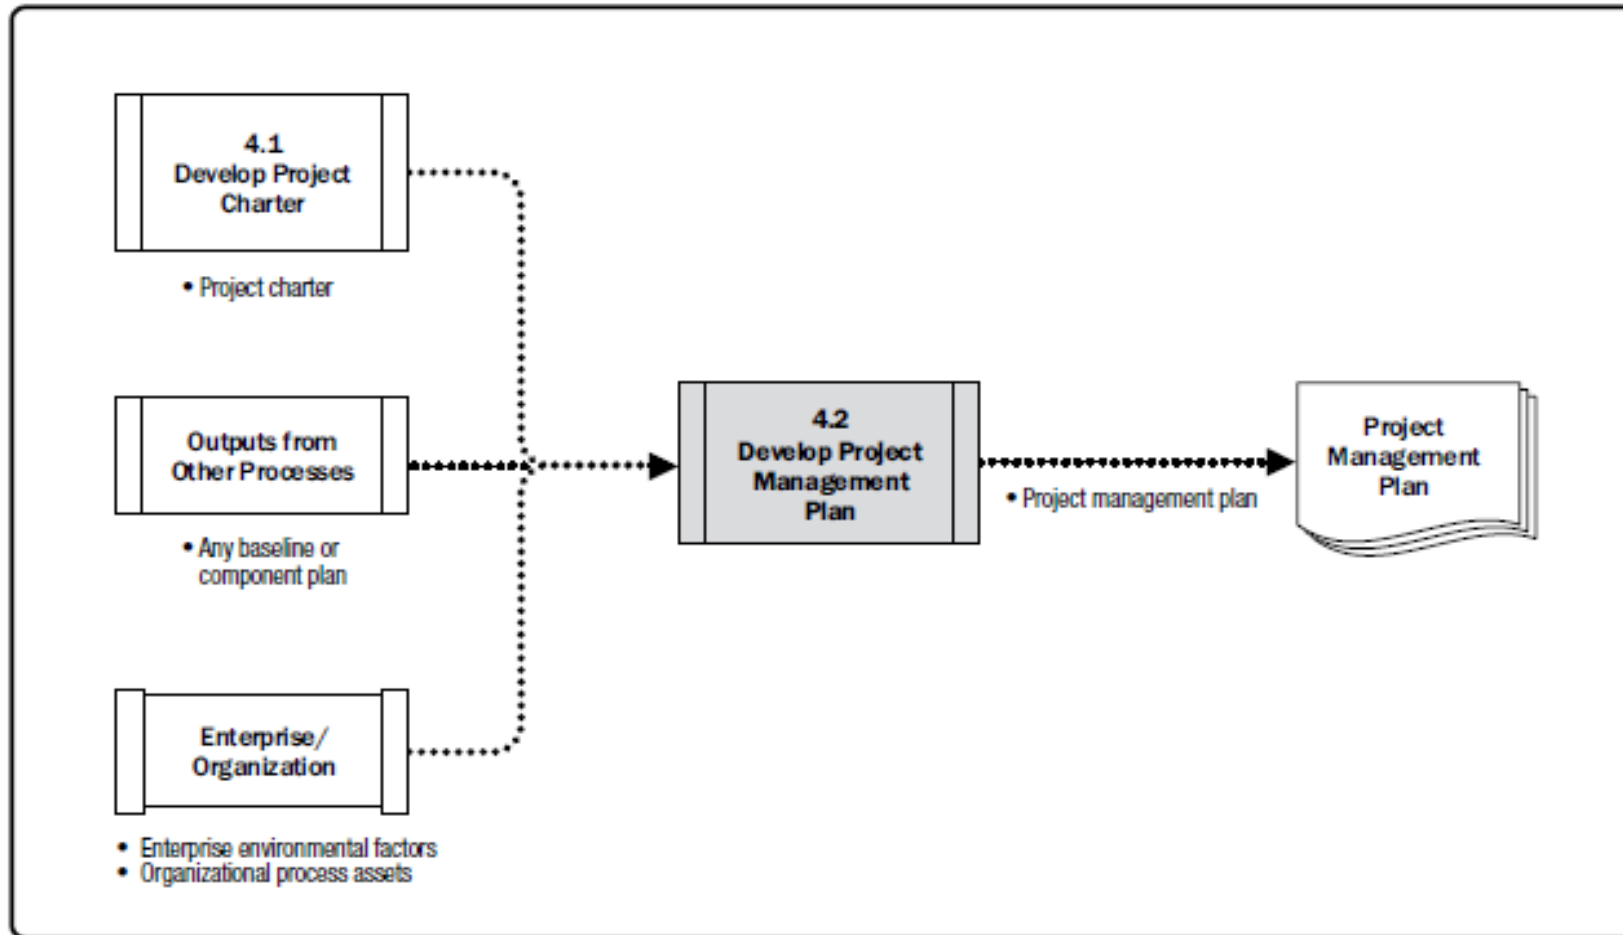 4.1
Develop Project
Charter
• Project charter
Outputs from
Other Processes
• Any baseline or
component plan
Enterprise/
Organization
• Enterprise environmental factors
• Organizational process assets
4.2
Develop Project
Management
Plan
• Project management plan
Project
Management
Plan